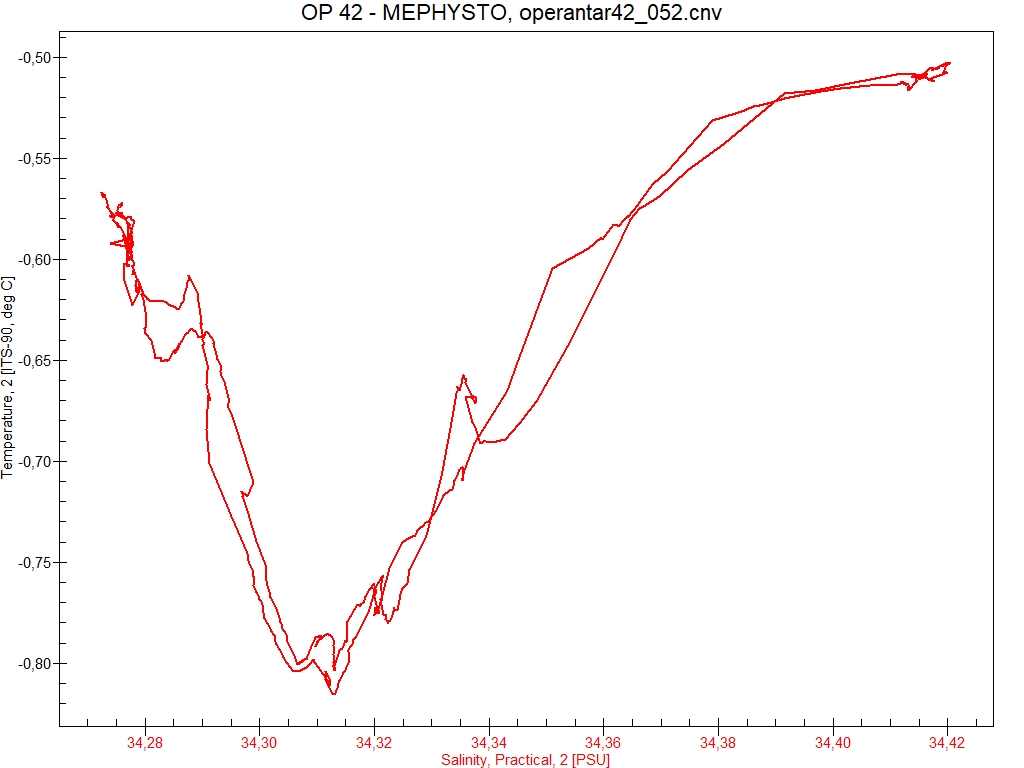 OP 42 - MEPHYSTO, operantar42_052.cnv
-0,50
-0,55
-0,60
-0,65
-0,70
-0,75
-0,80
Temperature, 2 [ITS-90, deg C]
34,28 34,30 34,32 34,34 34,36 34,38 34,40 34,42
Salinity, Practical, 2 [PSU]